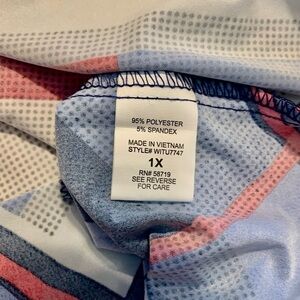 95% POLYESTER
5% SPANDEX
MADE IN VIETNAM
STYLE# WITU7747
1X
RN# 58719
SEE REVERSE
FOR CARE